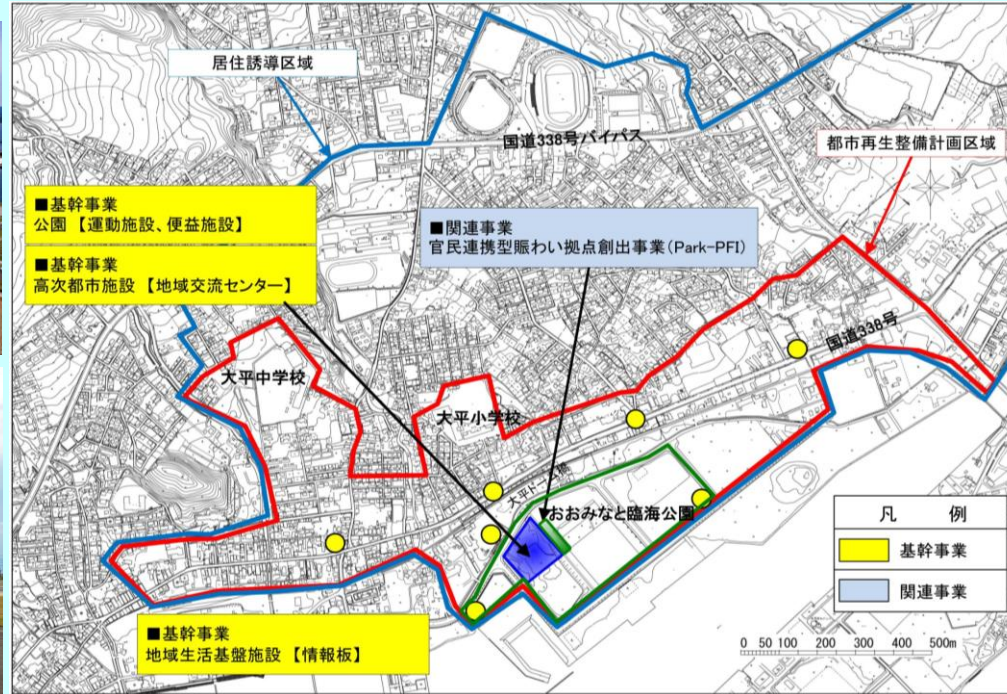 居住誘導区域
国道338号バイパス
都市再生整備計画区域
■基幹事業
公園 【運動施設、便益施設】
■基幹事業
高次都市施設 【地域交流センター】
■関連事業
官民連携型賑わい拠点創出事業(Park-PFI)
国道338号
大平中学校
大平小学校
おおみなと臨海公園
凡 例
基幹事業
関連事業
■基幹事業
地域生活基盤施設 【情報板】
0 50 100 200 300 400 500m